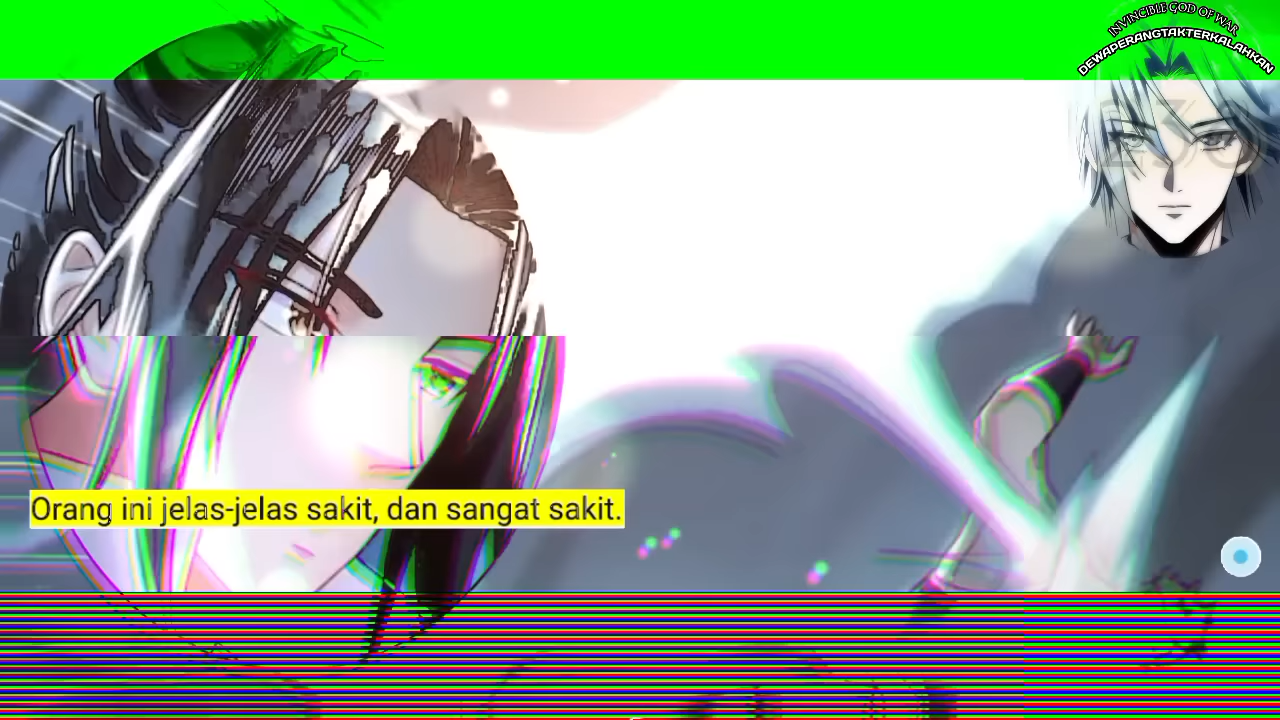 INVINCIBLE GOD OF WAR
DEWAPERANGTAKTERKALAHKAN
Orang ini jelas-jelas sakit, dan sangat sakit.